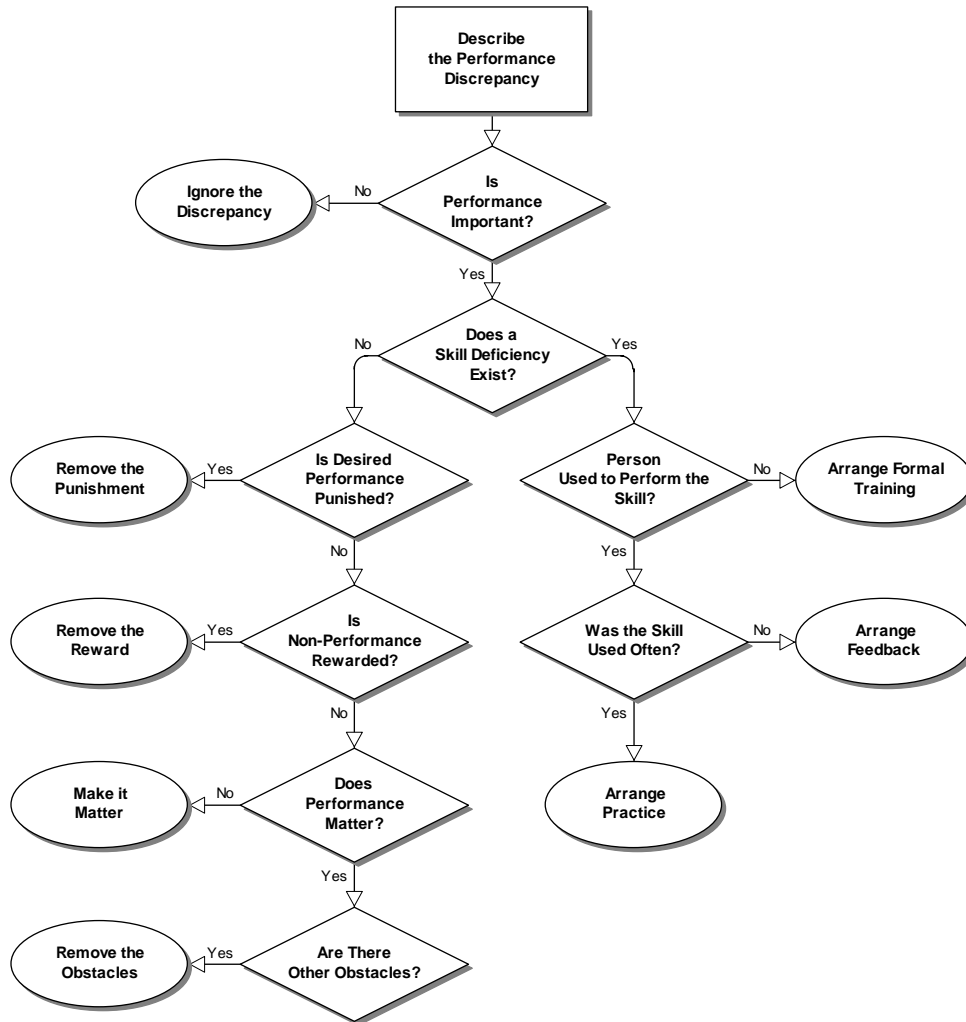 Describe
the Performance
Discrepancy
Is
Performance
Important?
No
Ignore the
Discrepancy
Yes
Does a
Skill Deficiency
Exist?
No
Yes
Is Desired
Performance
Punished?
Yes
Remove the
Punishment
Person
Used to Perform the
Skill?
No
Arrange Formal
Training
No
Yes
Is
Non-Performance
Rewarded?
Yes
Remove the
Reward
Was the Skill
Used Often?
No
Arrange
Feedback
No
Yes
Does
Performance
Matter?
No
Make it
Matter
Arrange
Practice
Yes
Are There
Other Obstacles?
Yes
Remove the
Obstacles